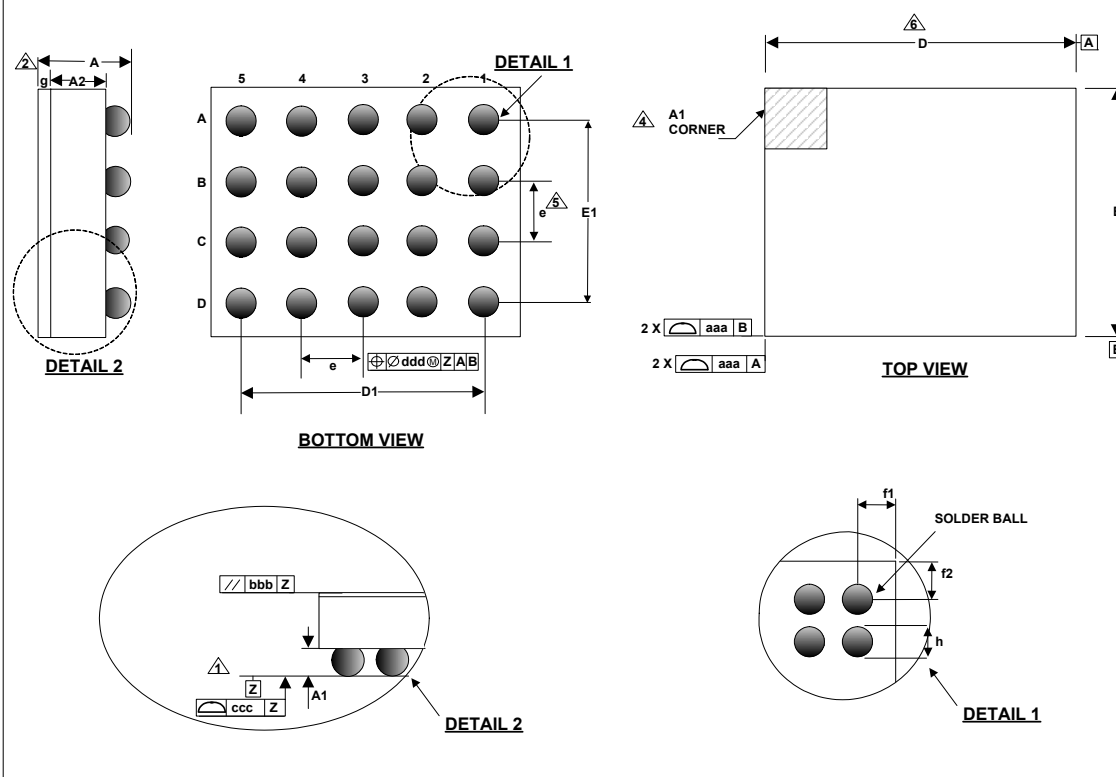 2 A
g A2
DETAIL 2
5 4 3 2 1
DETAIL 1
A
B
C
D
e 5
E1
e
⌖ ∅ ddd Ⓜ Z A B
D1
BOTTOM VIEW
6
D
A
4 A1
CORNER
2 X ⌓ aaa B
2 X ⌓ aaa A
TOP VIEW
// bbb Z
1
Z
⌓ ccc Z
A1
DETAIL 2
f1
SOLDER BALL
f2
h
DETAIL 1